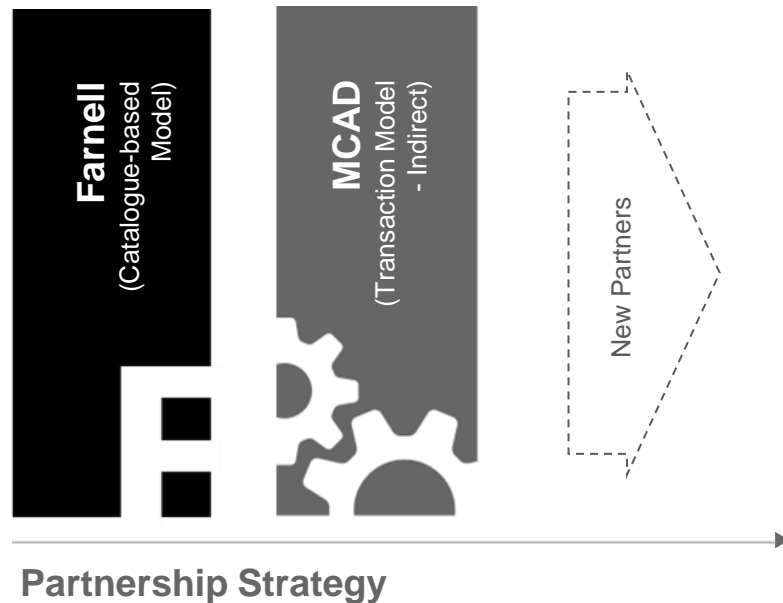 Farnell
(Catalogue-based
Model)
MCAD
(Transaction Model
- Indirect)
New Partners
Partnership Strategy